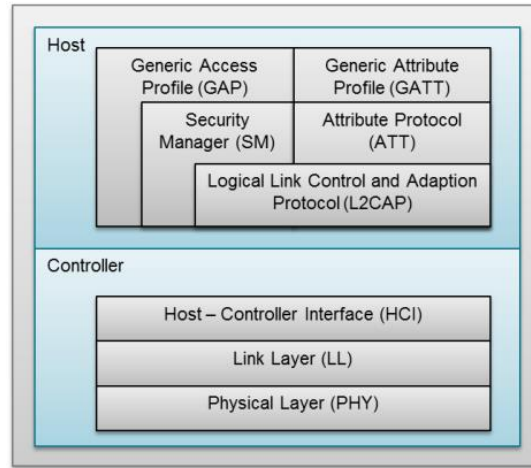 Host
Generic Access
Profile (GAP)
Generic Attribute
Profile (GATT)
Security
Manager (SM)
Attribute Protocol
(ATT)
Logical Link Control and Adaption
Protocol (L2CAP)
Controller
Host – Controller Interface (HCI)
Link Layer (LL)
Physical Layer (PHY)